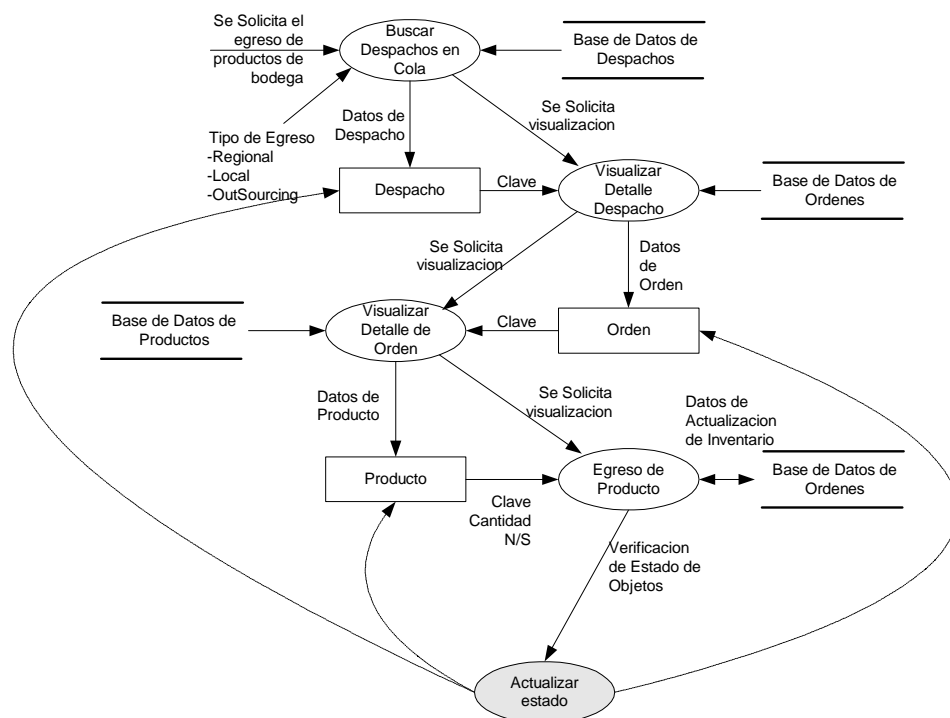 Se Solicita el
egreso de
productos de
bodega
Buscar
Despachos en
Cola
Base de Datos de
Despachos
Tipo de Egreso
-Regional
-Local
-OutSourcing
Datos de
Despacho
Se Solicita
visualizacion
Despacho
Clave
Visualizar
Detalle
Despacho
Base de Datos de
Ordenes
Se Solicita
visualizacion
Datos
de
Orden
Base de Datos de
Productos
Visualizar
Detalle de
Orden
Clave
Orden
Datos de
Producto
Se Solicita
visualizacion
Datos de
Actualizacion
de Inventario
Producto
Clave
Cantidad
N/S
Egreso de
Producto
Base de Datos de
Ordenes
Verificacion
de Estado de
Objetos
Actualizar
estado